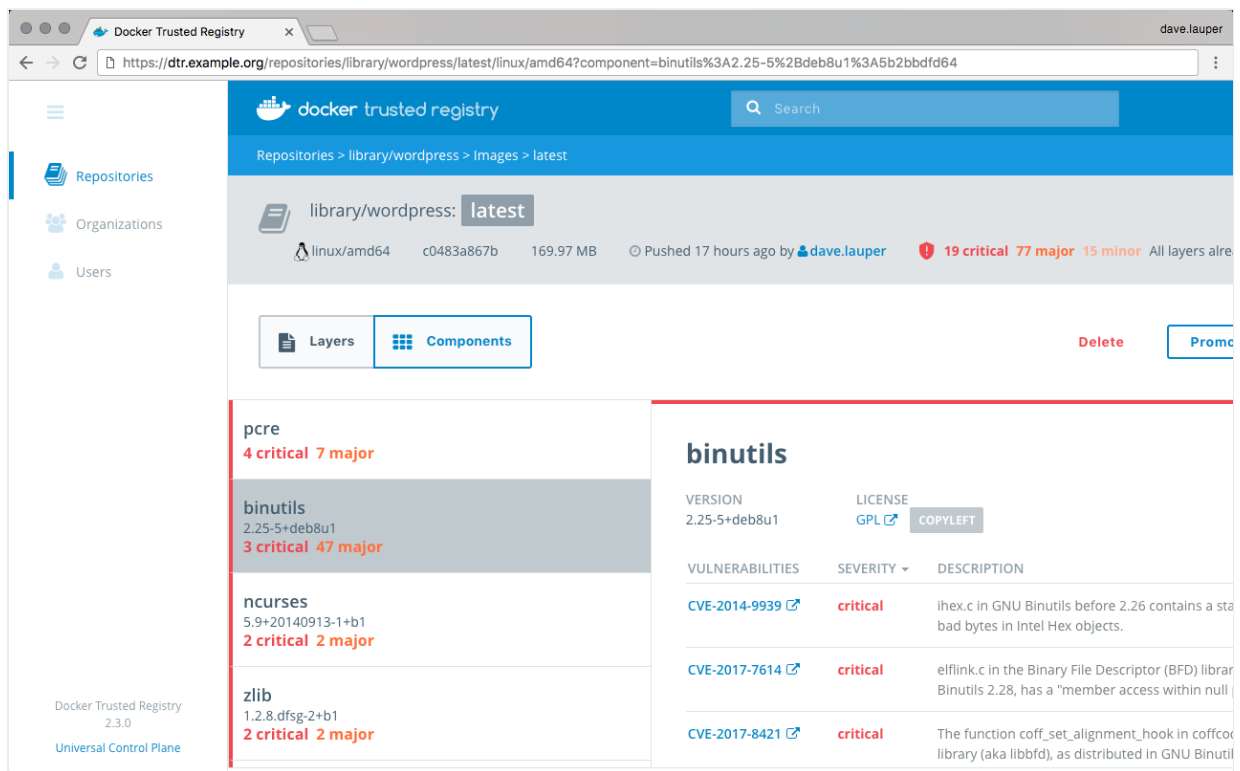 Docker Trusted Registry
dave.lauper
https://dtr.example.org/repositories/library/wordpress/latest/linux/amd64?component=binutils%3A2.25-5%2Bdeb8u1%3A5b2bbdfd64
docker trusted registry
Search
Repositories > library/wordpress > Images > latest
Repositories
Organizations
Users
library/wordpress: latest
linux/amd64 c0483a867b 169.97 MB Pushed 17 hours ago by dave.lauper 19 critical 77 major 15 minor All layers alre
Layers
Components
Delete
Promo
pcre
4 critical 7 major
binutils
2.25-5+deb8u1
3 critical 47 major
ncurses
5.9+20140913-1+b1
2 critical 2 major
zlib
1.2.8.dfsg-2+b1
2 critical 2 major
binutils
VERSION LICENSE
2.25-5+deb8u1 GPL COPYLEFT
VULNERABILITIES SEVERITY DESCRIPTION
CVE-2014-9939 critical ihex.c in GNU Binutils before 2.26 contains a sta
bad bytes in Intel Hex objects.
CVE-2017-7614 critical elflink.c in the Binary File Descriptor (BFD) librar
Binutils 2.28, has a "member access within null
CVE-2017-8421 critical The function coff_set_alignment_hook in coffcod
library (aka libbfd), as distributed in GNU Binutil
Docker Trusted Registry
2.3.0
Universal Control Plane